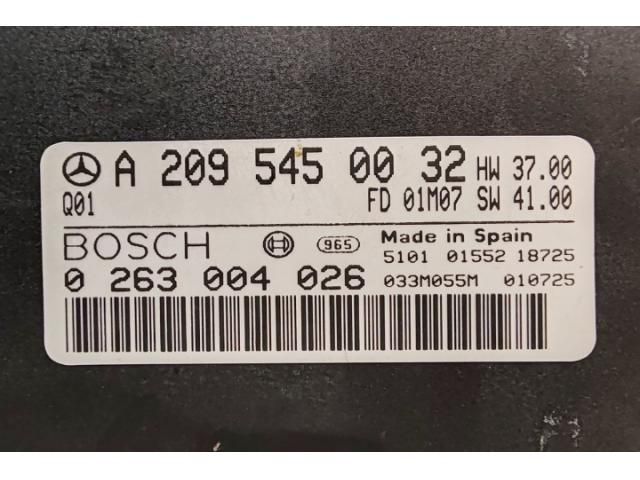 A 209 545 00 32 HW 37.00
Q01 FD 01M07 SW 41.00
BOSCH 965 Made in Spain
5101 01552 18725
0 263 004 026 033M055M 010725